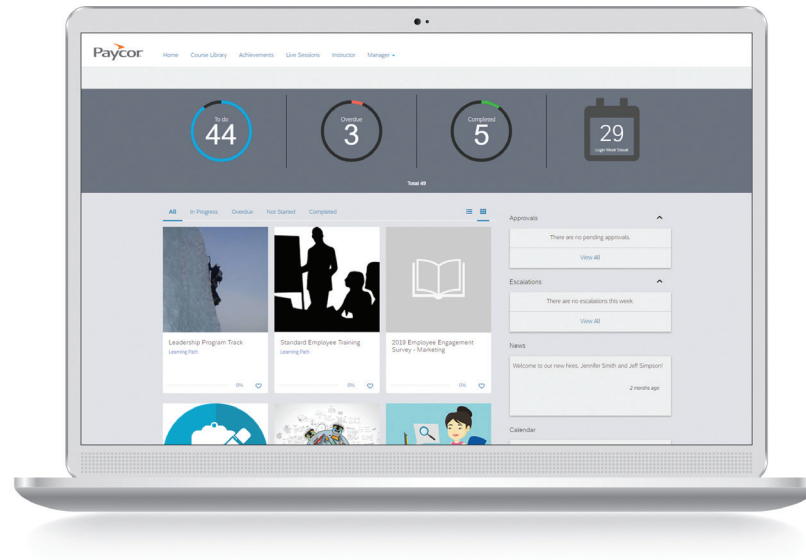 Paycor
Home Course Library Achievements Live Sessions Instructor Manager
To do
44
Overdue
3
Completed
5
29
Login Week Streak
Total 49
All In Progress Overdue Not Started Completed
Leadership Program Track
Learning Path
0%
Standard Employee Training
Learning Path
0%
2019 Employee Engagement
Survey - Marketing
0%
Approvals
There are no pending approvals.
View All
Escalations
There are no escalations this week
View All
News
Welcome to our new hires, Jennifer Smith and Jeff Simpson!
2 months ago
Calendar